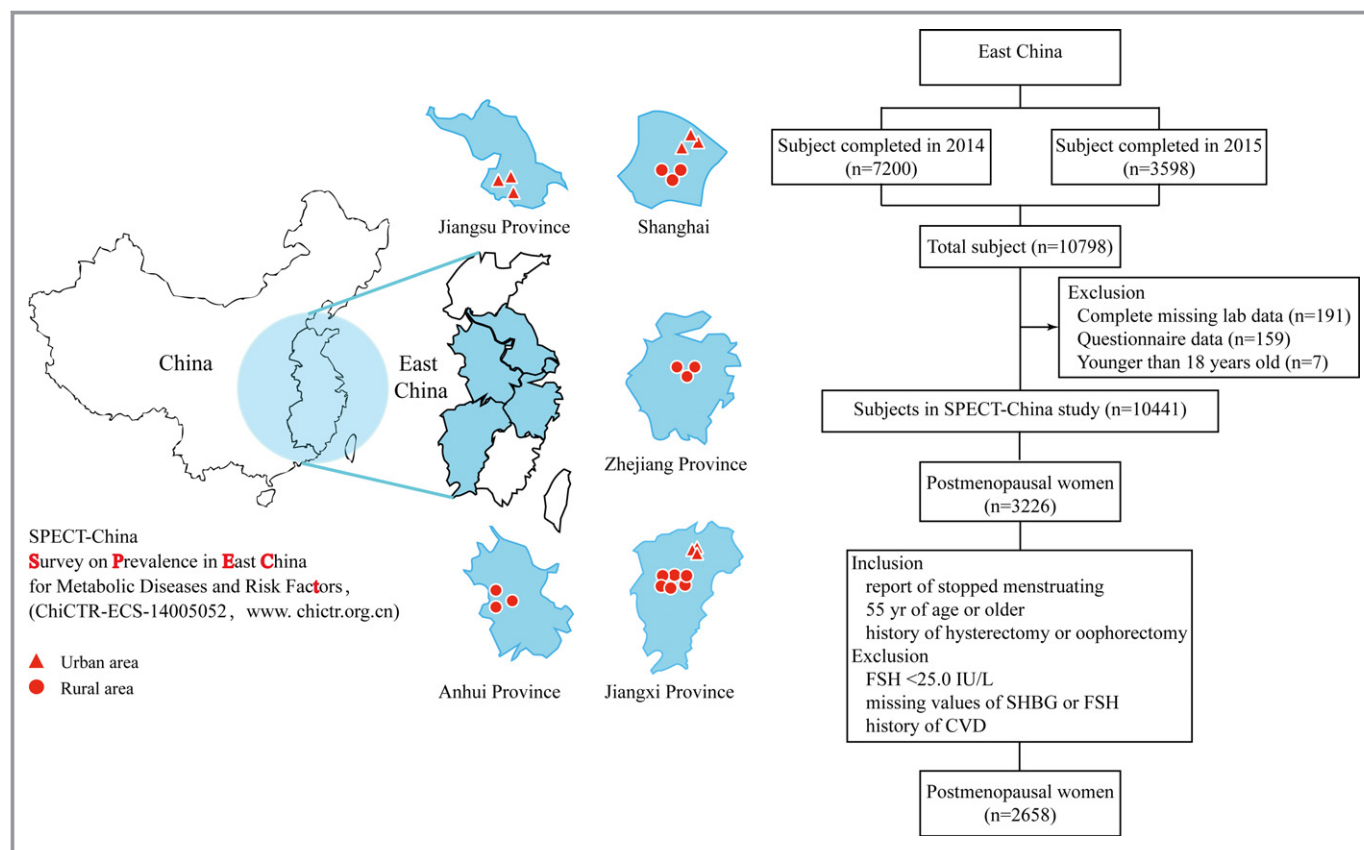 Jiangsu Province
Shanghai
China
East
China
Zhejiang Province
SPECT-China
Survey on Prevalence in East China
for Metabolic Diseases and Risk Factors,
(ChiCTR-ECS-14005052, www. chictr.org.cn)
Urban area
Rural area
Anhui Province
Jiangxi Province
East China
Subject completed in 2014
(n=7200)
Subject completed in 2015
(n=3598)
Total subject (n=10798)
Exclusion
Complete missing lab data (n=191)
Questionnaire data (n=159)
Younger than 18 years old (n=7)
Subjects in SPECT-China study (n=10441)
Postmenopausal women
(n=3226)
Inclusion
report of stopped menstruating
55 yr of age or older
history of hysterectomy or oophorectomy
Exclusion
FSH <25.0 IU/L
missing values of SHBG or FSH
history of CVD
Postmenopausal women
(n=2658)